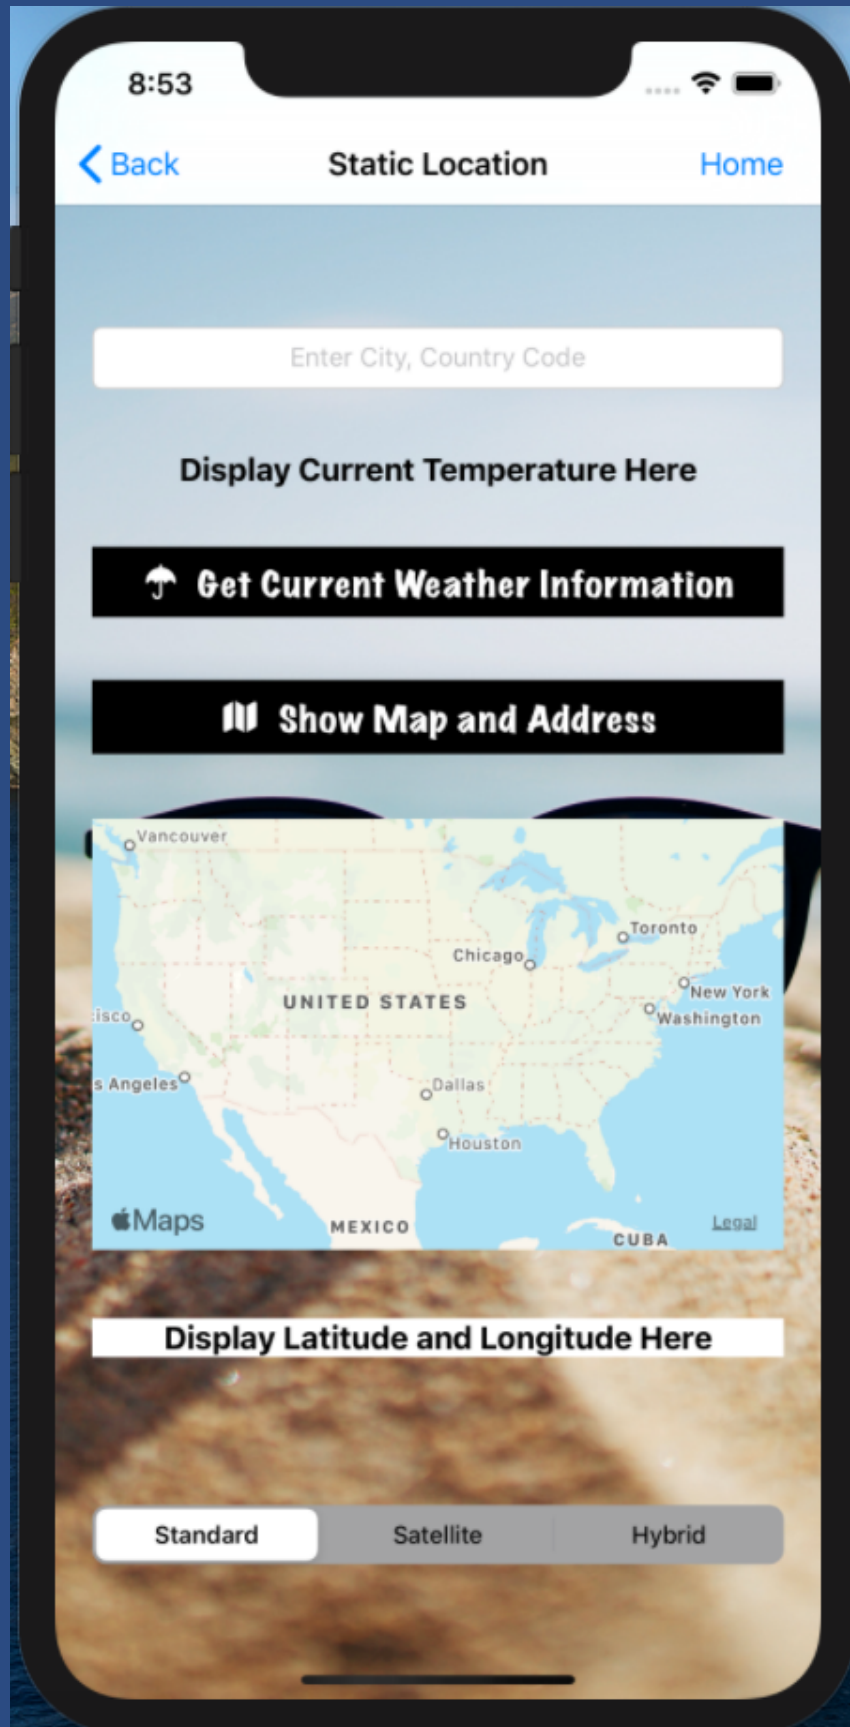 8:53
Back Static Location Home
Enter City, Country Code
Display Current Temperature Here
Get Current Weather Information
Show Map and Address
Vancouver
Toronto
Chicago
New York
UNITED STATES
isco
Washington
s Angeles
Dallas
Houston
Maps
MEXICO
Legal
CUBA
Display Latitude and Longitude Here
Standard Satellite Hybrid